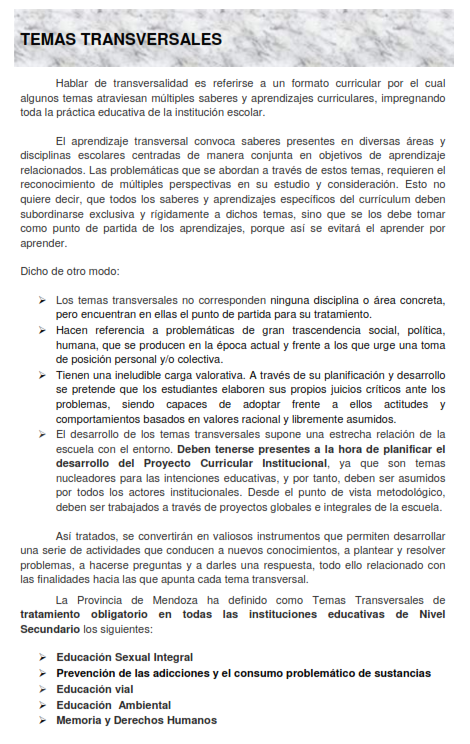 TEMAS TRANSVERSALES
Hablar de transversalidad es referirse a un formato curricular por el cual
algunos temas atraviesan múltiples saberes y aprendizajes curriculares, impregnando
toda la práctica educativa de la institución escolar.
El aprendizaje transversal convoca saberes presentes en diversas áreas y
disciplinas escolares centradas de manera conjunta en objetivos de aprendizaje
relacionados. Las problemáticas que se abordan a través de estos temas, requieren el
reconocimiento de múltiples perspectivas en su estudio y consideración. Esto no
quiere decir, que todos los saberes y aprendizajes específicos del currículum deben
subordinarse exclusiva y rígidamente a dichos temas, sino que se los debe tomar
como punto de partida de los aprendizajes, porque así se evitará el aprender por
aprender.
Dicho de otro modo:
➢ Los temas transversales no corresponden ninguna disciplina o área concreta,
pero encuentran en ellas el punto de partida para su tratamiento.
➢ Hacen referencia a problemáticas de gran trascendencia social, política,
humana, que se producen en la época actual y frente a los que urge una toma
de posición personal y/o colectiva.
➢ Tienen una ineludible carga valorativa. A través de su planificación y desarrollo
se pretende que los estudiantes elaboren sus propios juicios críticos ante los
problemas, siendo capaces de adoptar frente a ellos actitudes y
comportamientos basados en valores racional y libremente asumidos.
➢ El desarrollo de los temas transversales supone una estrecha relación de la
escuela con el entorno. Deben tenerse presentes a la hora de planificar el
desarrollo del Proyecto Curricular Institucional, ya que son temas
nucleadores para las intenciones educativas, y por tanto, deben ser asumidos
por todos los actores institucionales. Desde el punto de vista metodológico,
deben ser trabajados a través de proyectos globales e integrales de la escuela.
Así tratados, se convertirán en valiosos instrumentos que permiten desarrollar
una serie de actividades que conducen a nuevos conocimientos, a plantear y resolver
problemas, a hacerse preguntas y a darles una respuesta, todo ello relacionado con
las finalidades hacia las que apunta cada tema transversal.
La Provincia de Mendoza ha definido como Temas Transversales de
tratamiento obligatorio en todas las instituciones educativas de Nivel
Secundario los siguientes:
➢ Educación Sexual Integral
➢ Prevención de las adicciones y el consumo problemático de sustancias
➢ Educación vial
➢ Educación Ambiental
➢ Memoria y Derechos Humanos